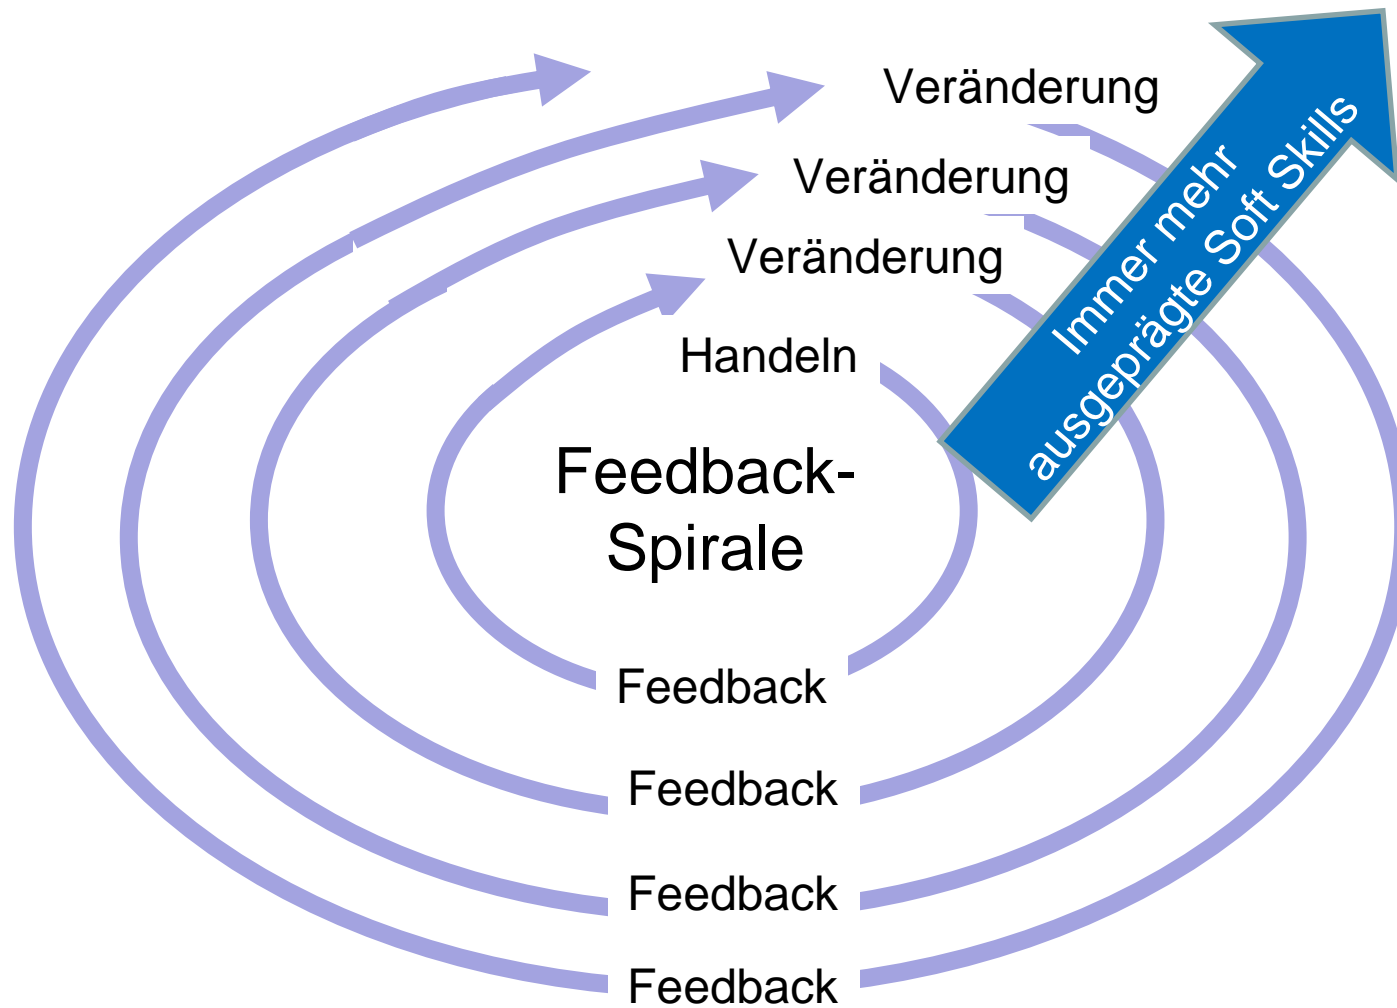 Veränderung
Veränderung
Veränderung
Handeln
Feedback-
Spirale
Feedback
Feedback
Feedback
Feedback
Immer mehr
ausgeprägte Soft Skills